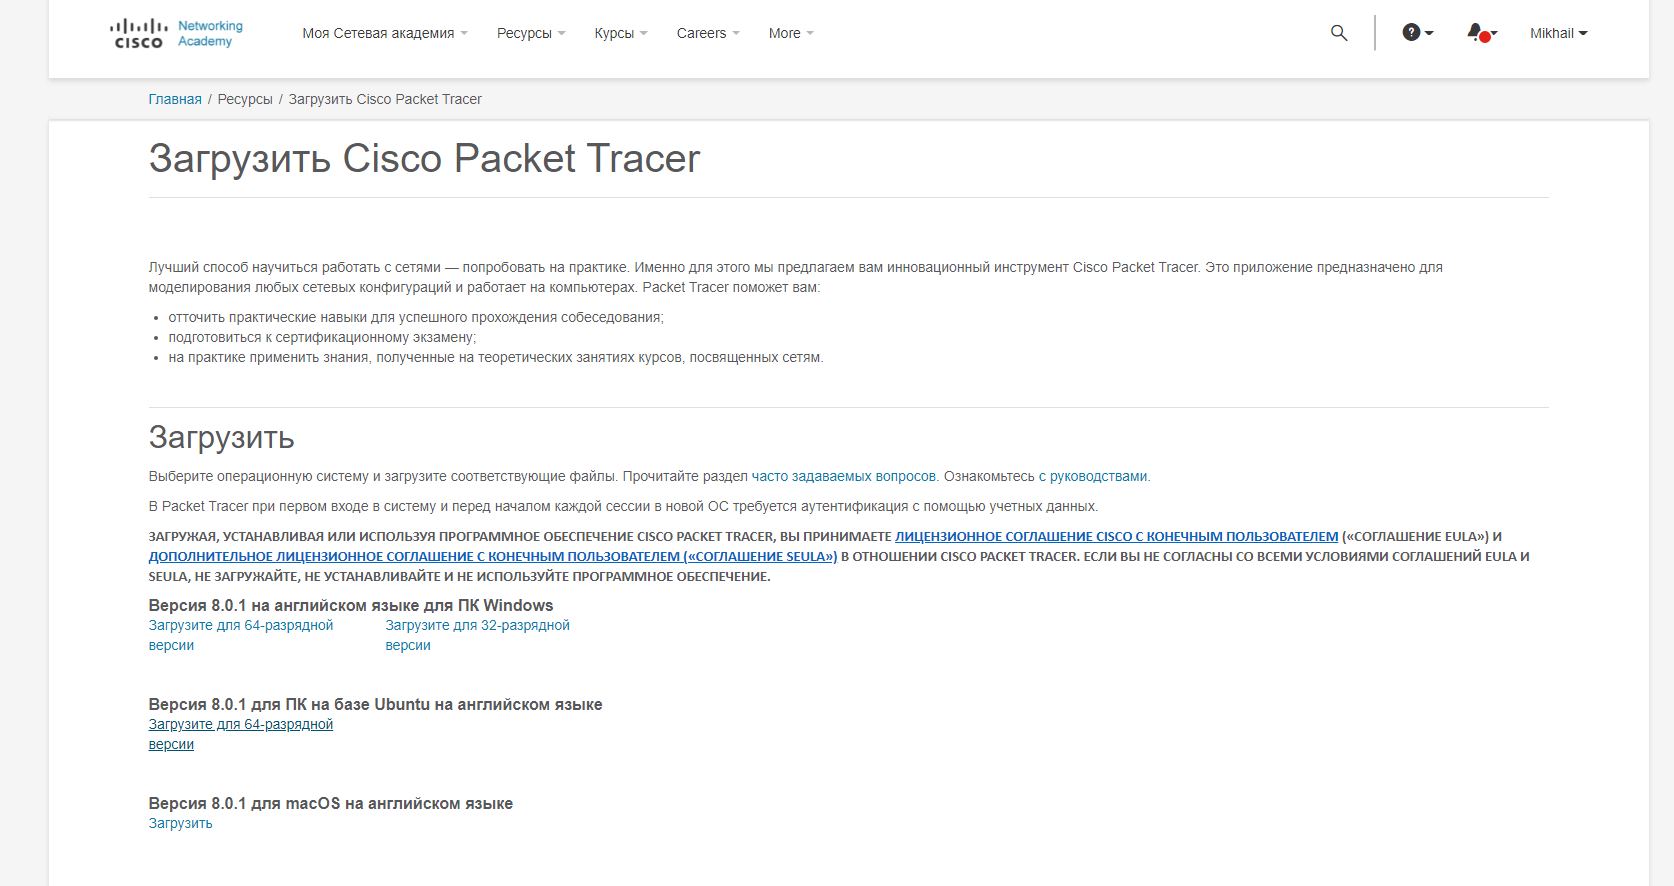 cisco Networking Academy
Моя Сетевая академия Ресурсы Курсы Careers More ? Mikhail
Главная / Ресурсы / Загрузить Cisco Packet Tracer
Загрузить Cisco Packet Tracer
Лучший способ научиться работать с сетями — попробовать на практике. Именно для этого мы предлагаем вам инновационный инструмент Cisco Packet Tracer. Это приложение предназначено для
моделирования любых сетевых конфигураций и работает на компьютерах. Packet Tracer поможет вам:
• отточить практические навыки для успешного прохождения собеседования;
• подготовиться к сертификационному экзамену;
• на практике применить знания, полученные на теоретических занятиях курсов, посвященных сетям.
Загрузить
Выберите операционную систему и загрузите соответствующие файлы. Прочитайте раздел часто задаваемых вопросов. Ознакомьтесь с руководствами.
В Packet Tracer при первом входе в систему и перед началом каждой сессии в новой ОС требуется аутентификация с помощью учетных данных.
ЗАГРУЖАЯ, УСТАНАВЛИВАЯ ИЛИ ИСПОЛЬЗУЯ ПРОГРАММНОЕ ОБЕСПЕЧЕНИЕ CISCO PACKET TRACER, ВЫ ПРИНИМАЕТЕ ЛИЦЕНЗИОННОЕ СОГЛАШЕНИЕ CISCO С КОНЕЧНЫМ ПОЛЬЗОВАТЕЛЕМ («СОГЛАШЕНИЕ EULA») И
ДОПОЛНИТЕЛЬНОЕ ЛИЦЕНЗИОННОЕ СОГЛАШЕНИЕ С КОНЕЧНЫМ ПОЛЬЗОВАТЕЛЕМ («СОГЛАШЕНИЕ SEULA») В ОТНОШЕНИИ CISCO PACKET TRACER. ЕСЛИ ВЫ НЕ СОГЛАСНЫ СО ВСЕМИ УСЛОВИЯМИ СОГЛАШЕНИЙ EULA И
SEULA, НЕ ЗАГРУЖАЙТЕ, НЕ УСТАНАВЛИВАЙТЕ И НЕ ИСПОЛЬЗУЙТЕ ПРОГРАММНОЕ ОБЕСПЕЧЕНИЕ.
Версия 8.0.1 на английском языке для ПК Windows
Загрузите для 64-разрядной
версии
Загрузите для 32-разрядной
версии
Версия 8.0.1 для ПК на базе Ubuntu на английском языке
Загрузите для 64-разрядной
версии
Версия 8.0.1 для macOS на английском языке
Загрузить